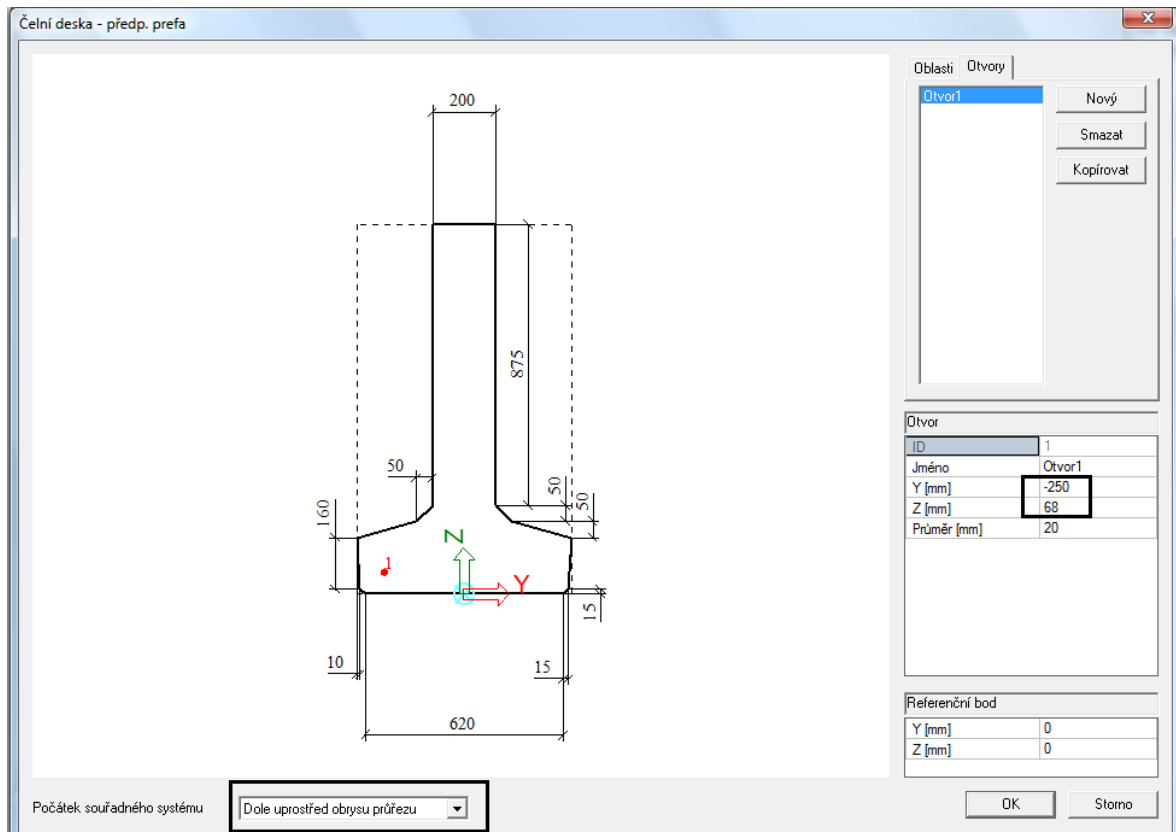 Čelní deska - předp. prefa
x
Oblasti Otvory
Otvor1
Nový
Smazat
Kopírovat
200
875
50
50
50
160
Z
1
Y
15
10
15
620
Otvor
ID 1
Jméno Otvor1
Y [mm] -250
Z [mm] 68
Průměr [mm] 20
Referenční bod
Y [mm] 0
Z [mm] 0
Počátek souřadného systému
Dole uprostřed obrysu průřezu
OK
Storno